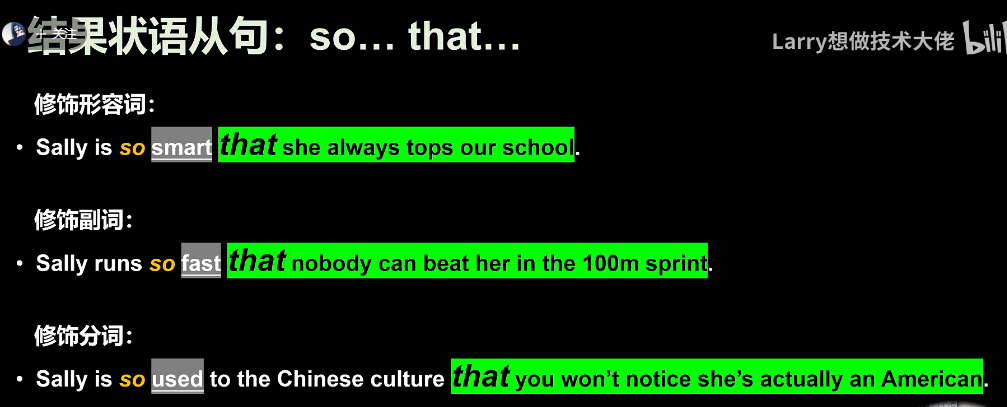 结果状语从句：so… that…
关注
Larry想做技术大佬 bili
修饰形容词：
• Sally is so smart that she always tops our school.
修饰副词：
• Sally runs so fast that nobody can beat her in the 100m sprint.
修饰分词：
• Sally is so used to the Chinese culture that you won’t notice she’s actually an American.